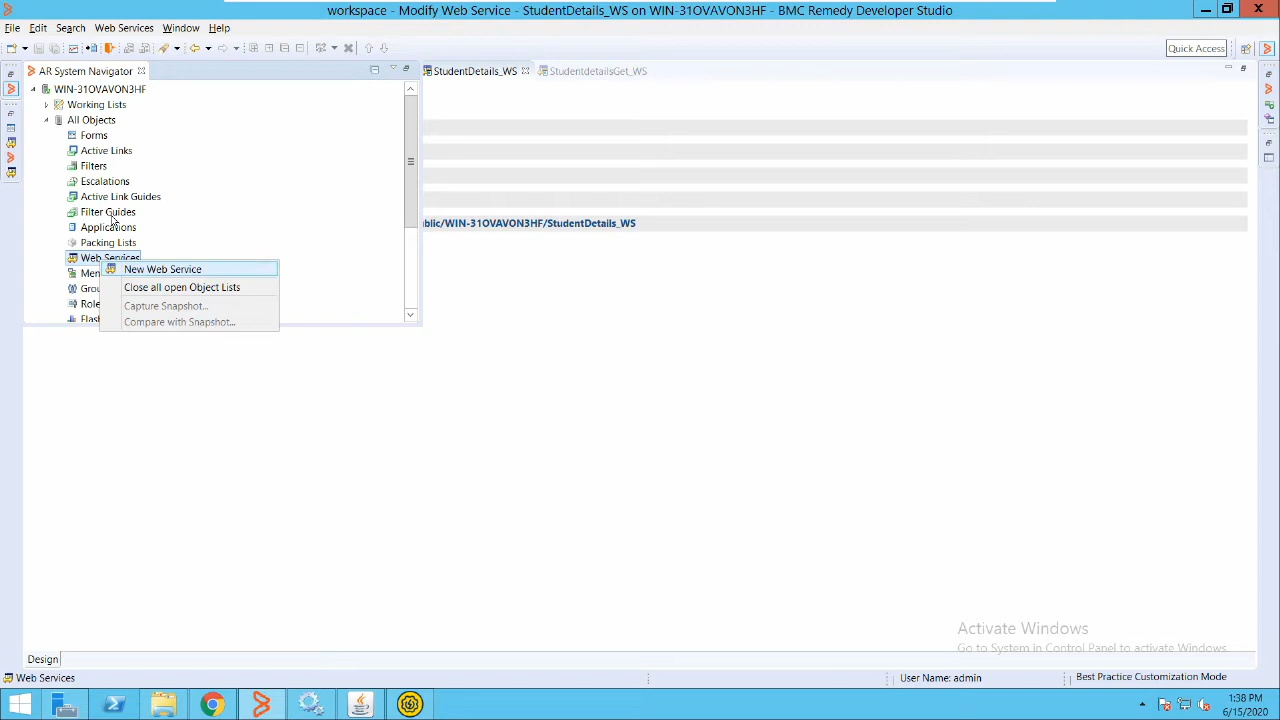 workspace - Modify Web Service - StudentDetails_WS on WIN-31OVAVON3HF - BMC Remedy Developer Studio
File Edit Search Web Services Window Help
Quick Access
AR System Navigator
StudentDetails_WS
StudentdetailsGet_WS
WIN-31OVAVON3HF
Working Lists
All Objects
Forms
Active Links
Filters
Escalations
Active Link Guides
Filter Guides
Applications
Packing Lists
Web Services
Men
Grou
Role
Flash
New Web Service
Close all open Object Lists
Capture Snapshot...
Compare with Snapshot...
blic/WIN-31OVAVON3HF/StudentDetails_WS
Activate Windows
Go to System in Control Panel to activate Windows.
Design
Web Services
User Name: admin
Best Practice Customization Mode
1:38 PM
6/15/2020